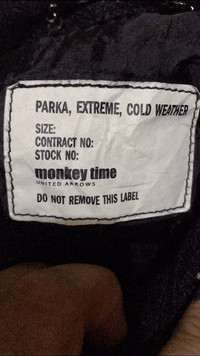 PARKA, EXTREME, COLD WEATHER
SIZE:
CONTRACT NO:
STOCK NO:
monkey time
UNITED ARROWS
DO NOT REMOVE THIS LABEL